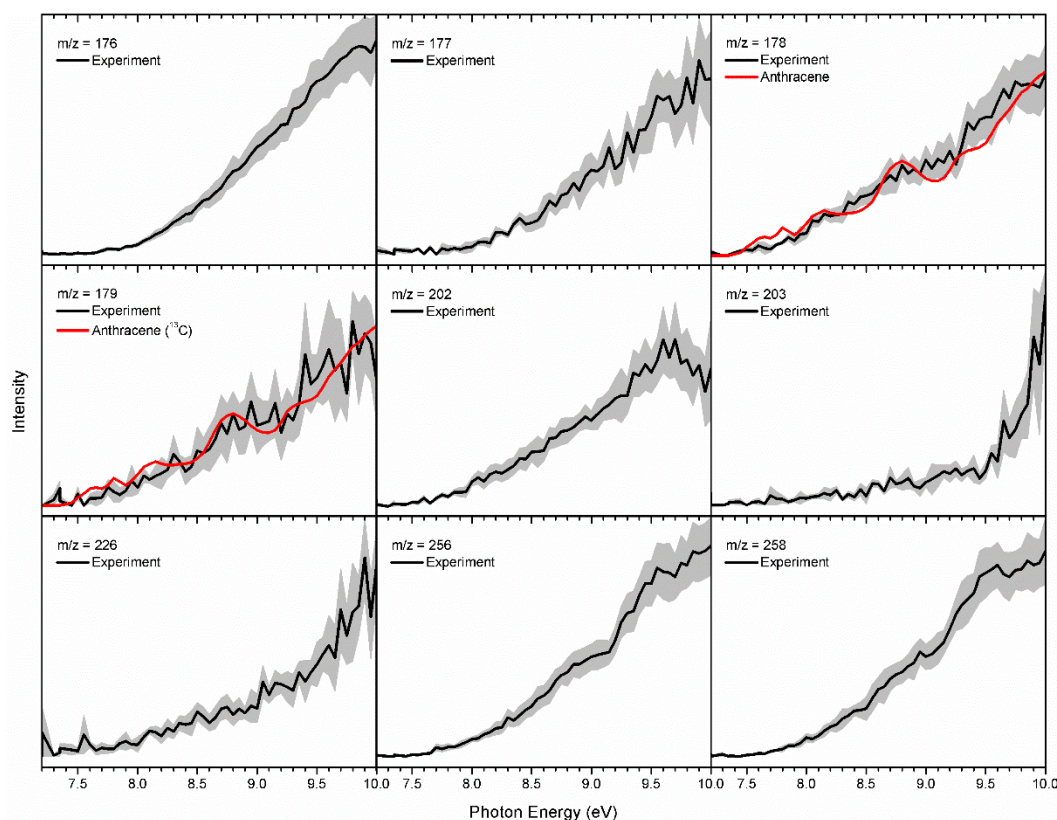 m/z = 176
Experiment
m/z = 177
Experiment
m/z = 178
Experiment
Anthracene
m/z = 179
Experiment
Anthracene (¹³C)
m/z = 202
Experiment
m/z = 203
Experiment
Intensity
m/z = 226
Experiment
m/z = 256
Experiment
m/z = 258
Experiment
7.5 8.0 8.5 9.0 9.5 10.0 7.5 8.0 8.5 9.0 9.5 10.0 7.5 8.0 8.5 9.0 9.5 10.0
Photon Energy (eV)